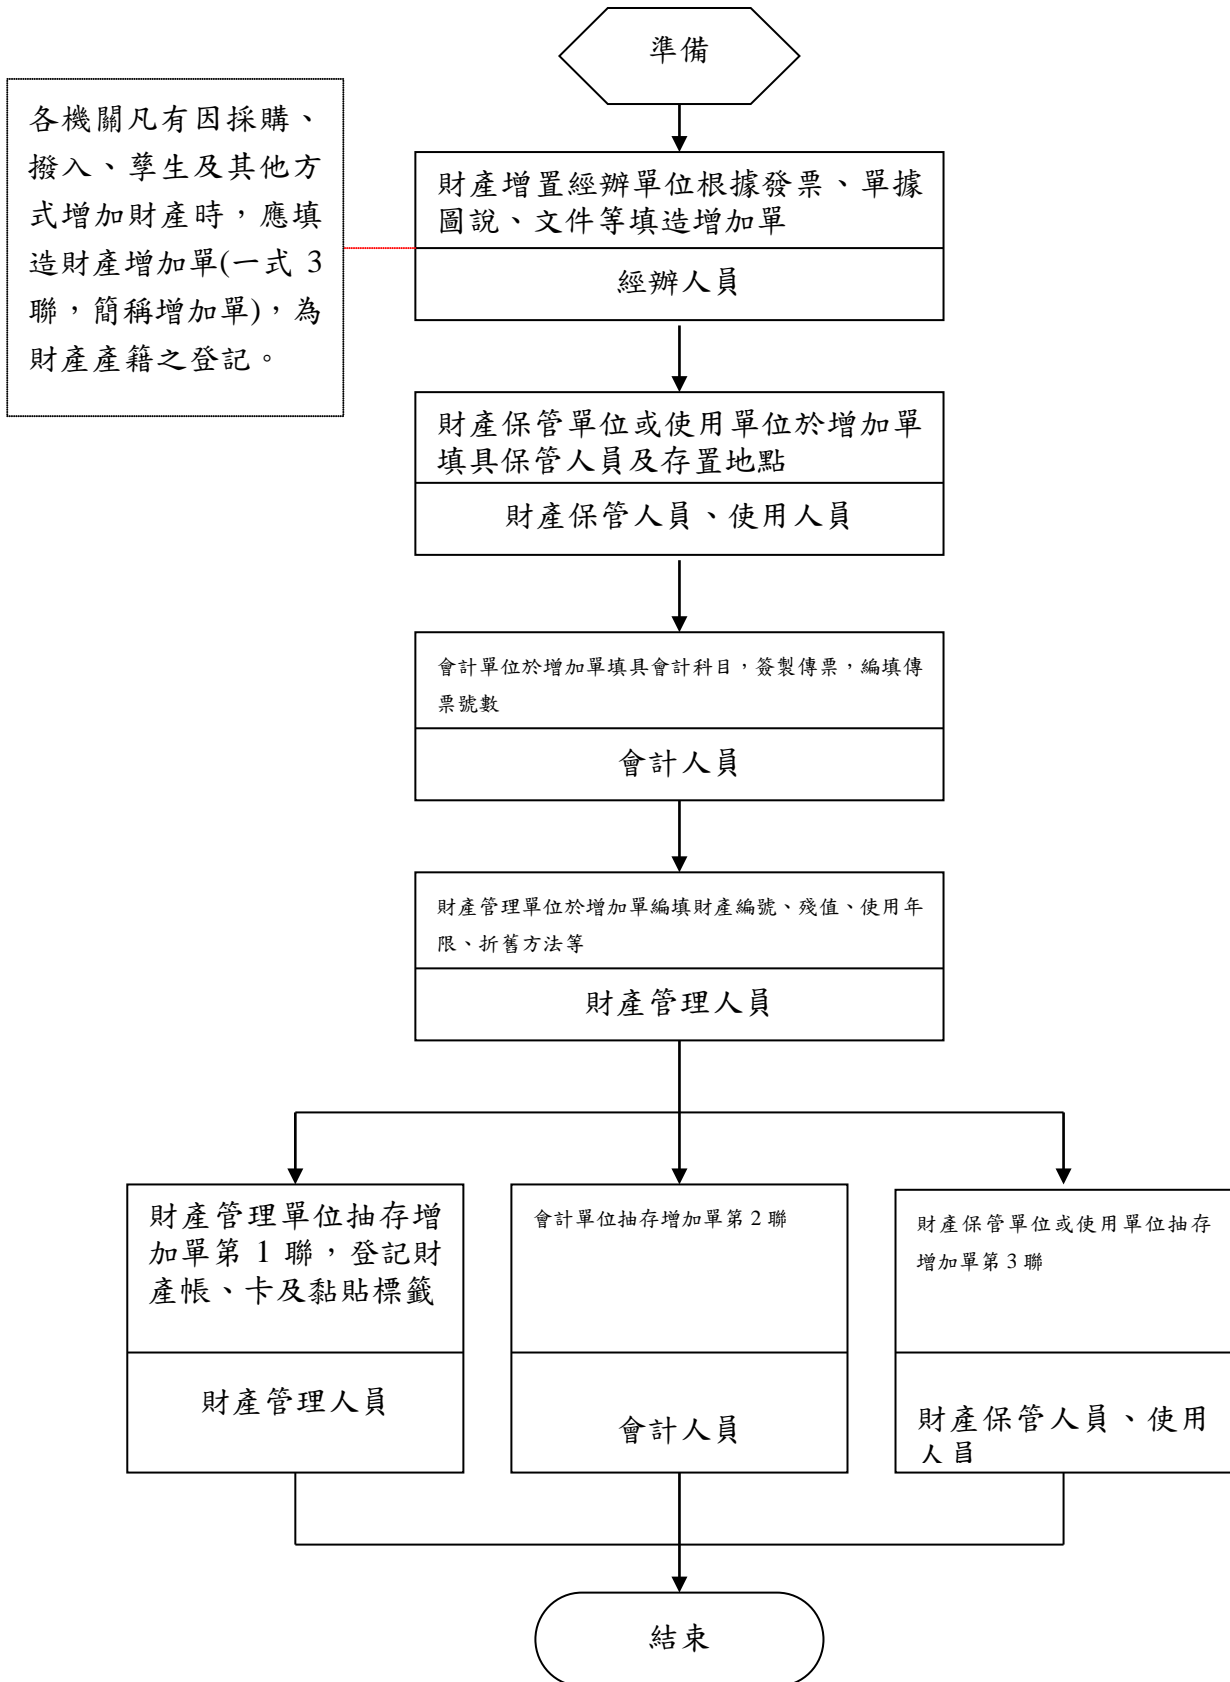 準備
各機關凡有因採購、
撥入、孳生及其他方
式增加財產時，應填
造財產增加單(一式 3
聯，簡稱增加單)，為
財產產籍之登記。
財產增置經辦單位根據發票、單據
圖說、文件等填造增加單
經辦人員
財產保管單位或使用單位於增加單
填具保管人員及存置地點
財產保管人員、使用人員
會計單位於增加單填具會計科目，簽製傳票，編填傳
票號數
會計人員
財產管理單位於增加單編填財產編號、殘值、使用年
限、折舊方法等
財產管理人員
財產管理單位抽存增
加單第 1 聯，登記財
產帳、卡及黏貼標籤
財產管理人員
會計單位抽存增加單第 2 聯
會計人員
財產保管單位或使用單位抽存
增加單第 3 聯
財產保管人員、使用
人員
結束